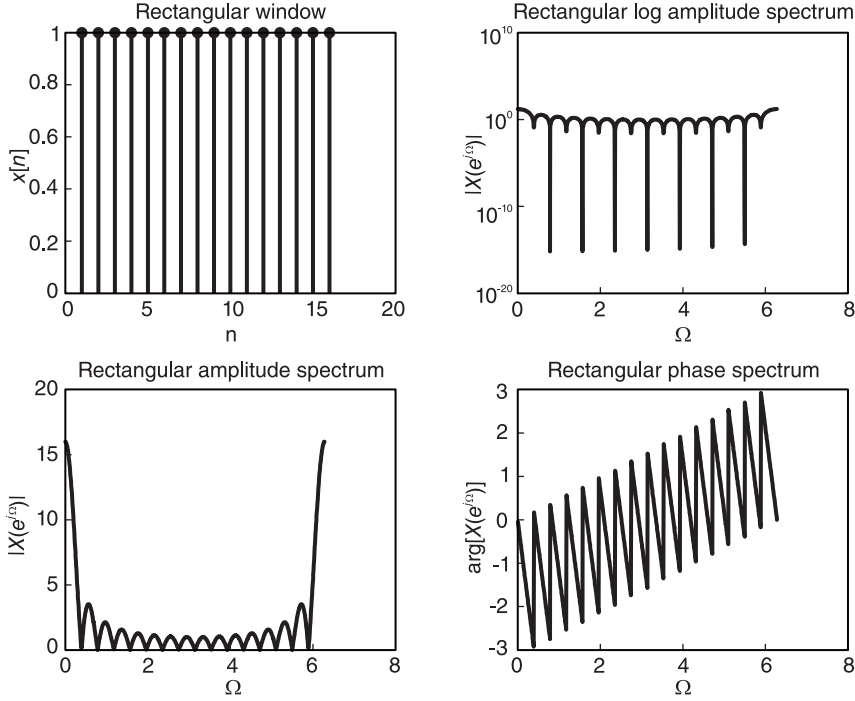 Rectangular window
1
0.8
0.6
0.4
0.2
0
x[n]
0 5 10 15 20
n
Rectangular log amplitude spectrum
10^10
10^0
10^-10
10^-20
|X(e^jΩ)|
0 2 4 6 8
Ω
Rectangular amplitude spectrum
20
15
10
5
0
|X(e^jΩ)|
0 2 4 6 8
Ω
Rectangular phase spectrum
3
2
1
0
-1
-2
-3
arg[X(e^jΩ)]
0 2 4 6 8
Ω